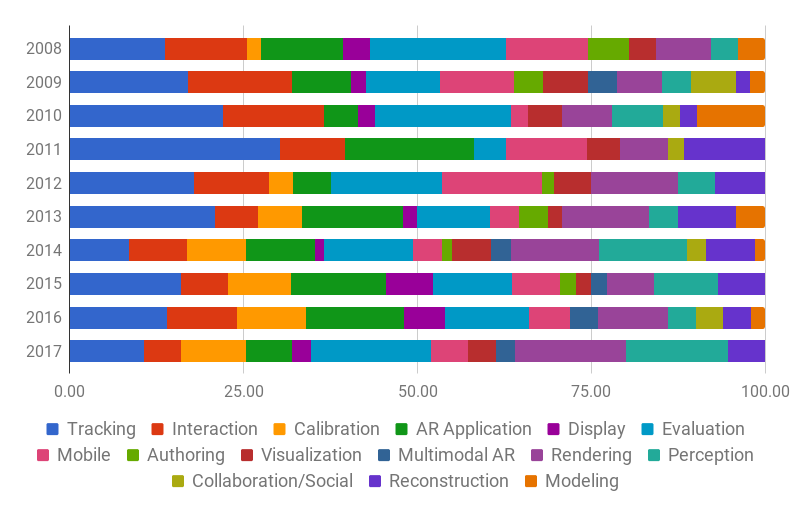 2008
2009
2010
2011
2012
2013
2014
2015
2016
2017
0.00 25.00 50.00 75.00 100.00
Tracking Interaction Calibration AR Application Display Evaluation
Mobile Authoring Visualization Multimodal AR Rendering Perception
Collaboration/Social Reconstruction Modeling